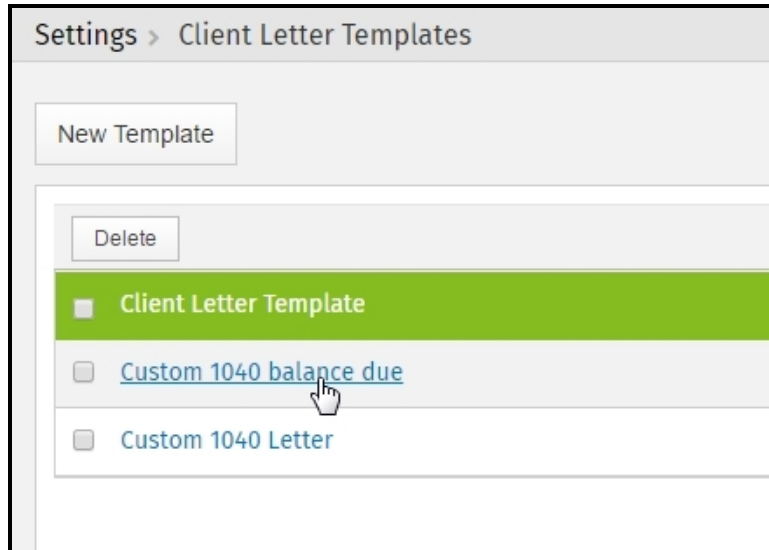 Settings > Client Letter Templates
New Template
Delete
Client Letter Template
Custom 1040 balance due
Custom 1040 Letter